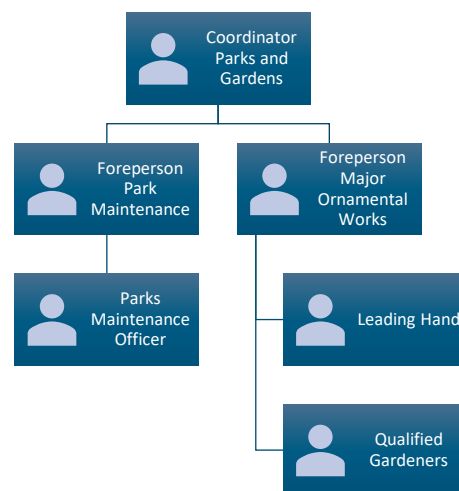 Coordinator
Parks and
Gardens
Foreperson
Park
Maintenance
Foreperson
Major
Ornamental
Works
Parks
Maintenance
Officer
Leading Hand
Qualified
Gardeners